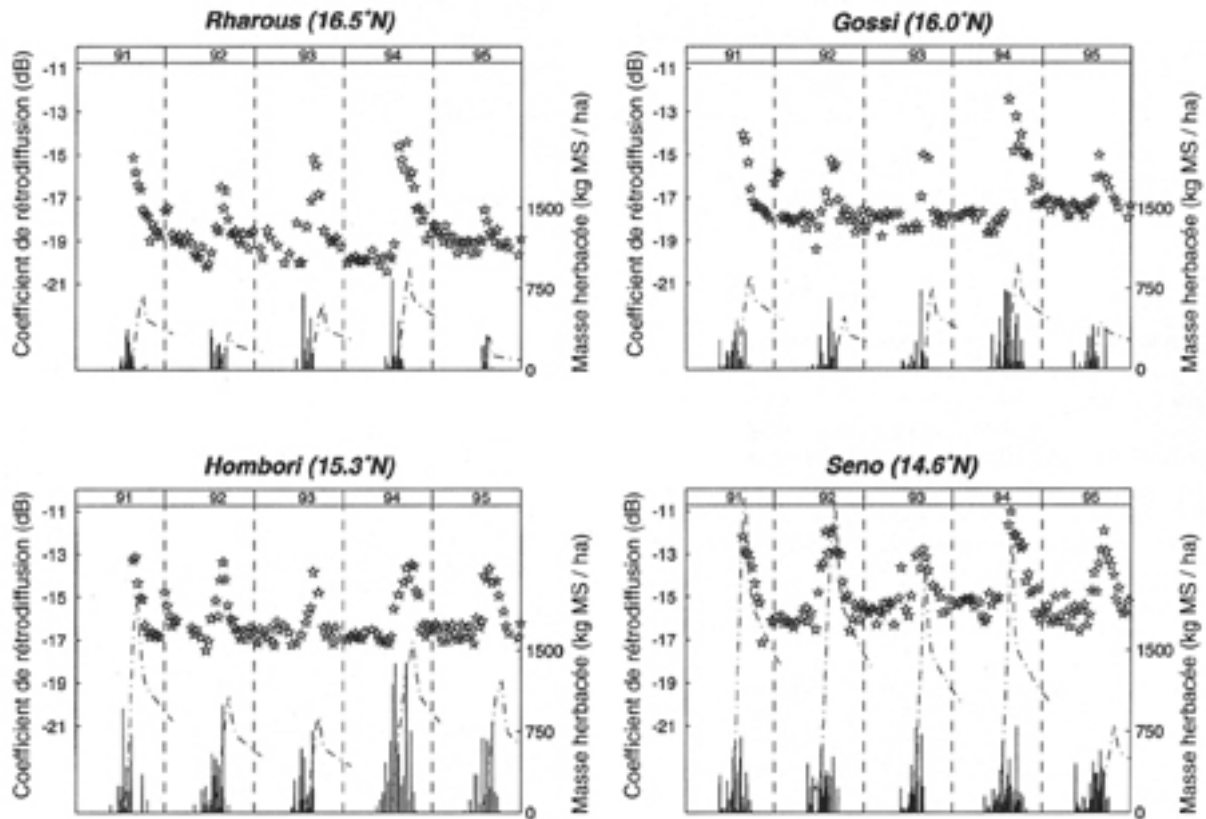 Rharous (16.5°N)
91 92 93 94 95
Coefficient de rétrodiffusion (dB)
-11
-13
-15
-17
-19
-21
1500
750
0
Masse herbacée (kg MS / ha)
Gossi (16.0°N)
91 92 93 94 95
Coefficient de rétrodiffusion (dB)
-11
-13
-15
-17
-19
-21
1500
750
0
Masse herbacée (kg MS / ha)
Hombori (15.3°N)
91 92 93 94 95
Coefficient de rétrodiffusion (dB)
-11
-13
-15
-17
-19
-21
1500
750
0
Masse herbacée (kg MS / ha)
Seno (14.6°N)
91 92 93 94 95
Coefficient de rétrodiffusion (dB)
-11
-13
-15
-17
-19
-21
1500
750
0
Masse herbacée (kg MS / ha)